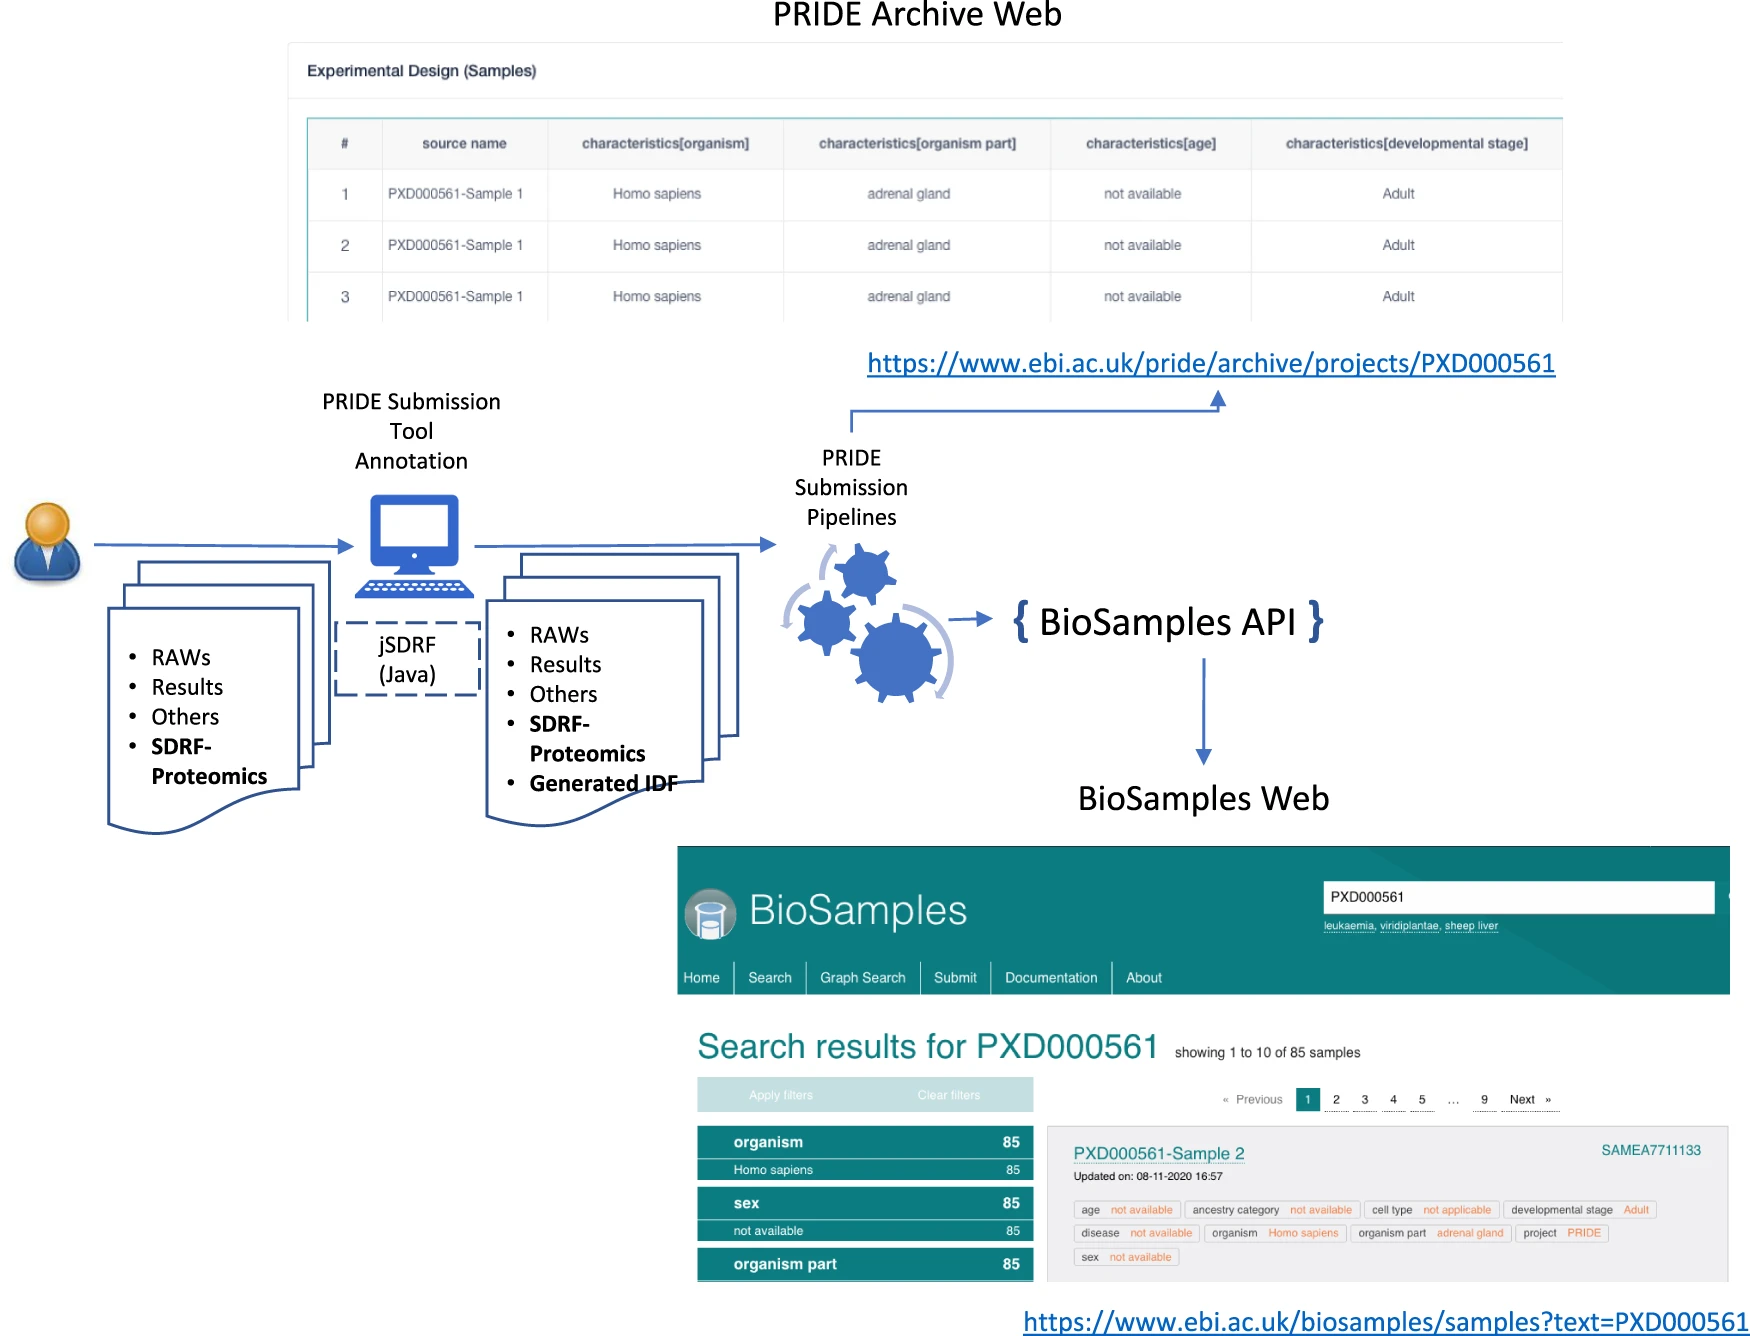 PRIDE Archive Web
Experimental Design (Samples)
# source name characteristics[organism] characteristics[organism part] characteristics[age] characteristics[developmental stage]
1 PXD000561-Sample 1 Homo sapiens adrenal gland not available Adult
2 PXD000561-Sample 1 Homo sapiens adrenal gland not available Adult
3 PXD000561-Sample 1 Homo sapiens adrenal gland not available Adult
https://www.ebi.ac.uk/pride/archive/projects/PXD000561
PRIDE Submission
Tool
Annotation
PRIDE
Submission
Pipelines
• RAWs
• Results
• Others
• SDRF-
Proteomics
jSDRF
(Java)
• RAWs
• Results
• Others
• SDRF-
Proteomics
• Generated IDF
{ BioSamples API }
BioSamples Web
BioSamples
PXD000561
leukaemia, viridiplantae, sheep liver
Home Search Graph Search Submit Documentation About
Search results for PXD000561 showing 1 to 10 of 85 samples
Apply filters Clear filters
« Previous 1 2 3 4 5 ... 9 Next »
organism 85
Homo sapiens 85
sex 85
not available 85
organism part 85
PXD000561-Sample 2 SAMEA7711133
Updated on: 08-11-2020 16:57
age not available ancestry category not available cell type not applicable developmental stage Adult
disease not available organism Homo sapiens organism part adrenal gland project PRIDE
sex not available
https://www.ebi.ac.uk/biosamples/samples?text=PXD000561